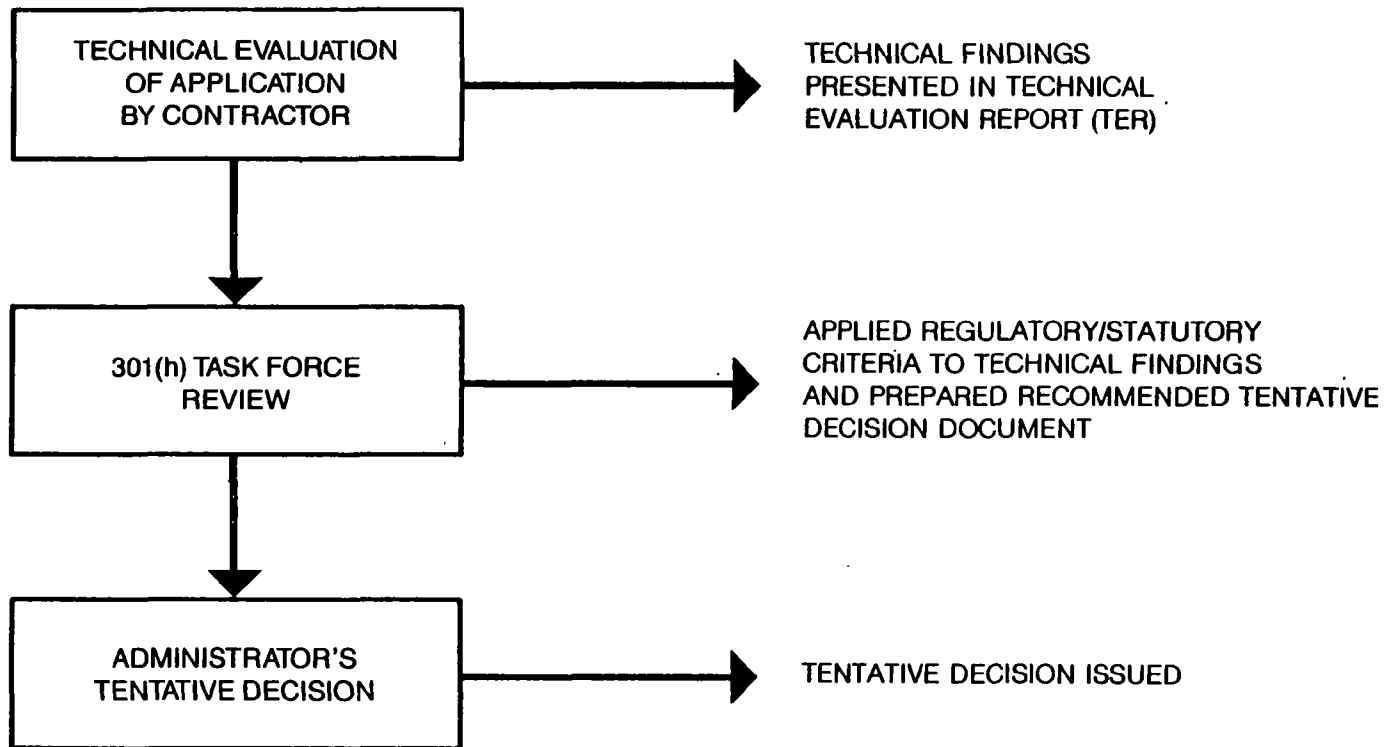 TECHNICAL EVALUATION
OF APPLICATION
BY CONTRACTOR
TECHNICAL FINDINGS
PRESENTED IN TECHNICAL
EVALUATION REPORT (TER)
301(h) TASK FORCE
REVIEW
APPLIED REGULATORY/STATUTORY
CRITERIA TO TECHNICAL FINDINGS
AND PREPARED RECOMMENDED TENTATIVE
DECISION DOCUMENT
ADMINISTRATOR'S
TENTATIVE DECISION
TENTATIVE DECISION ISSUED